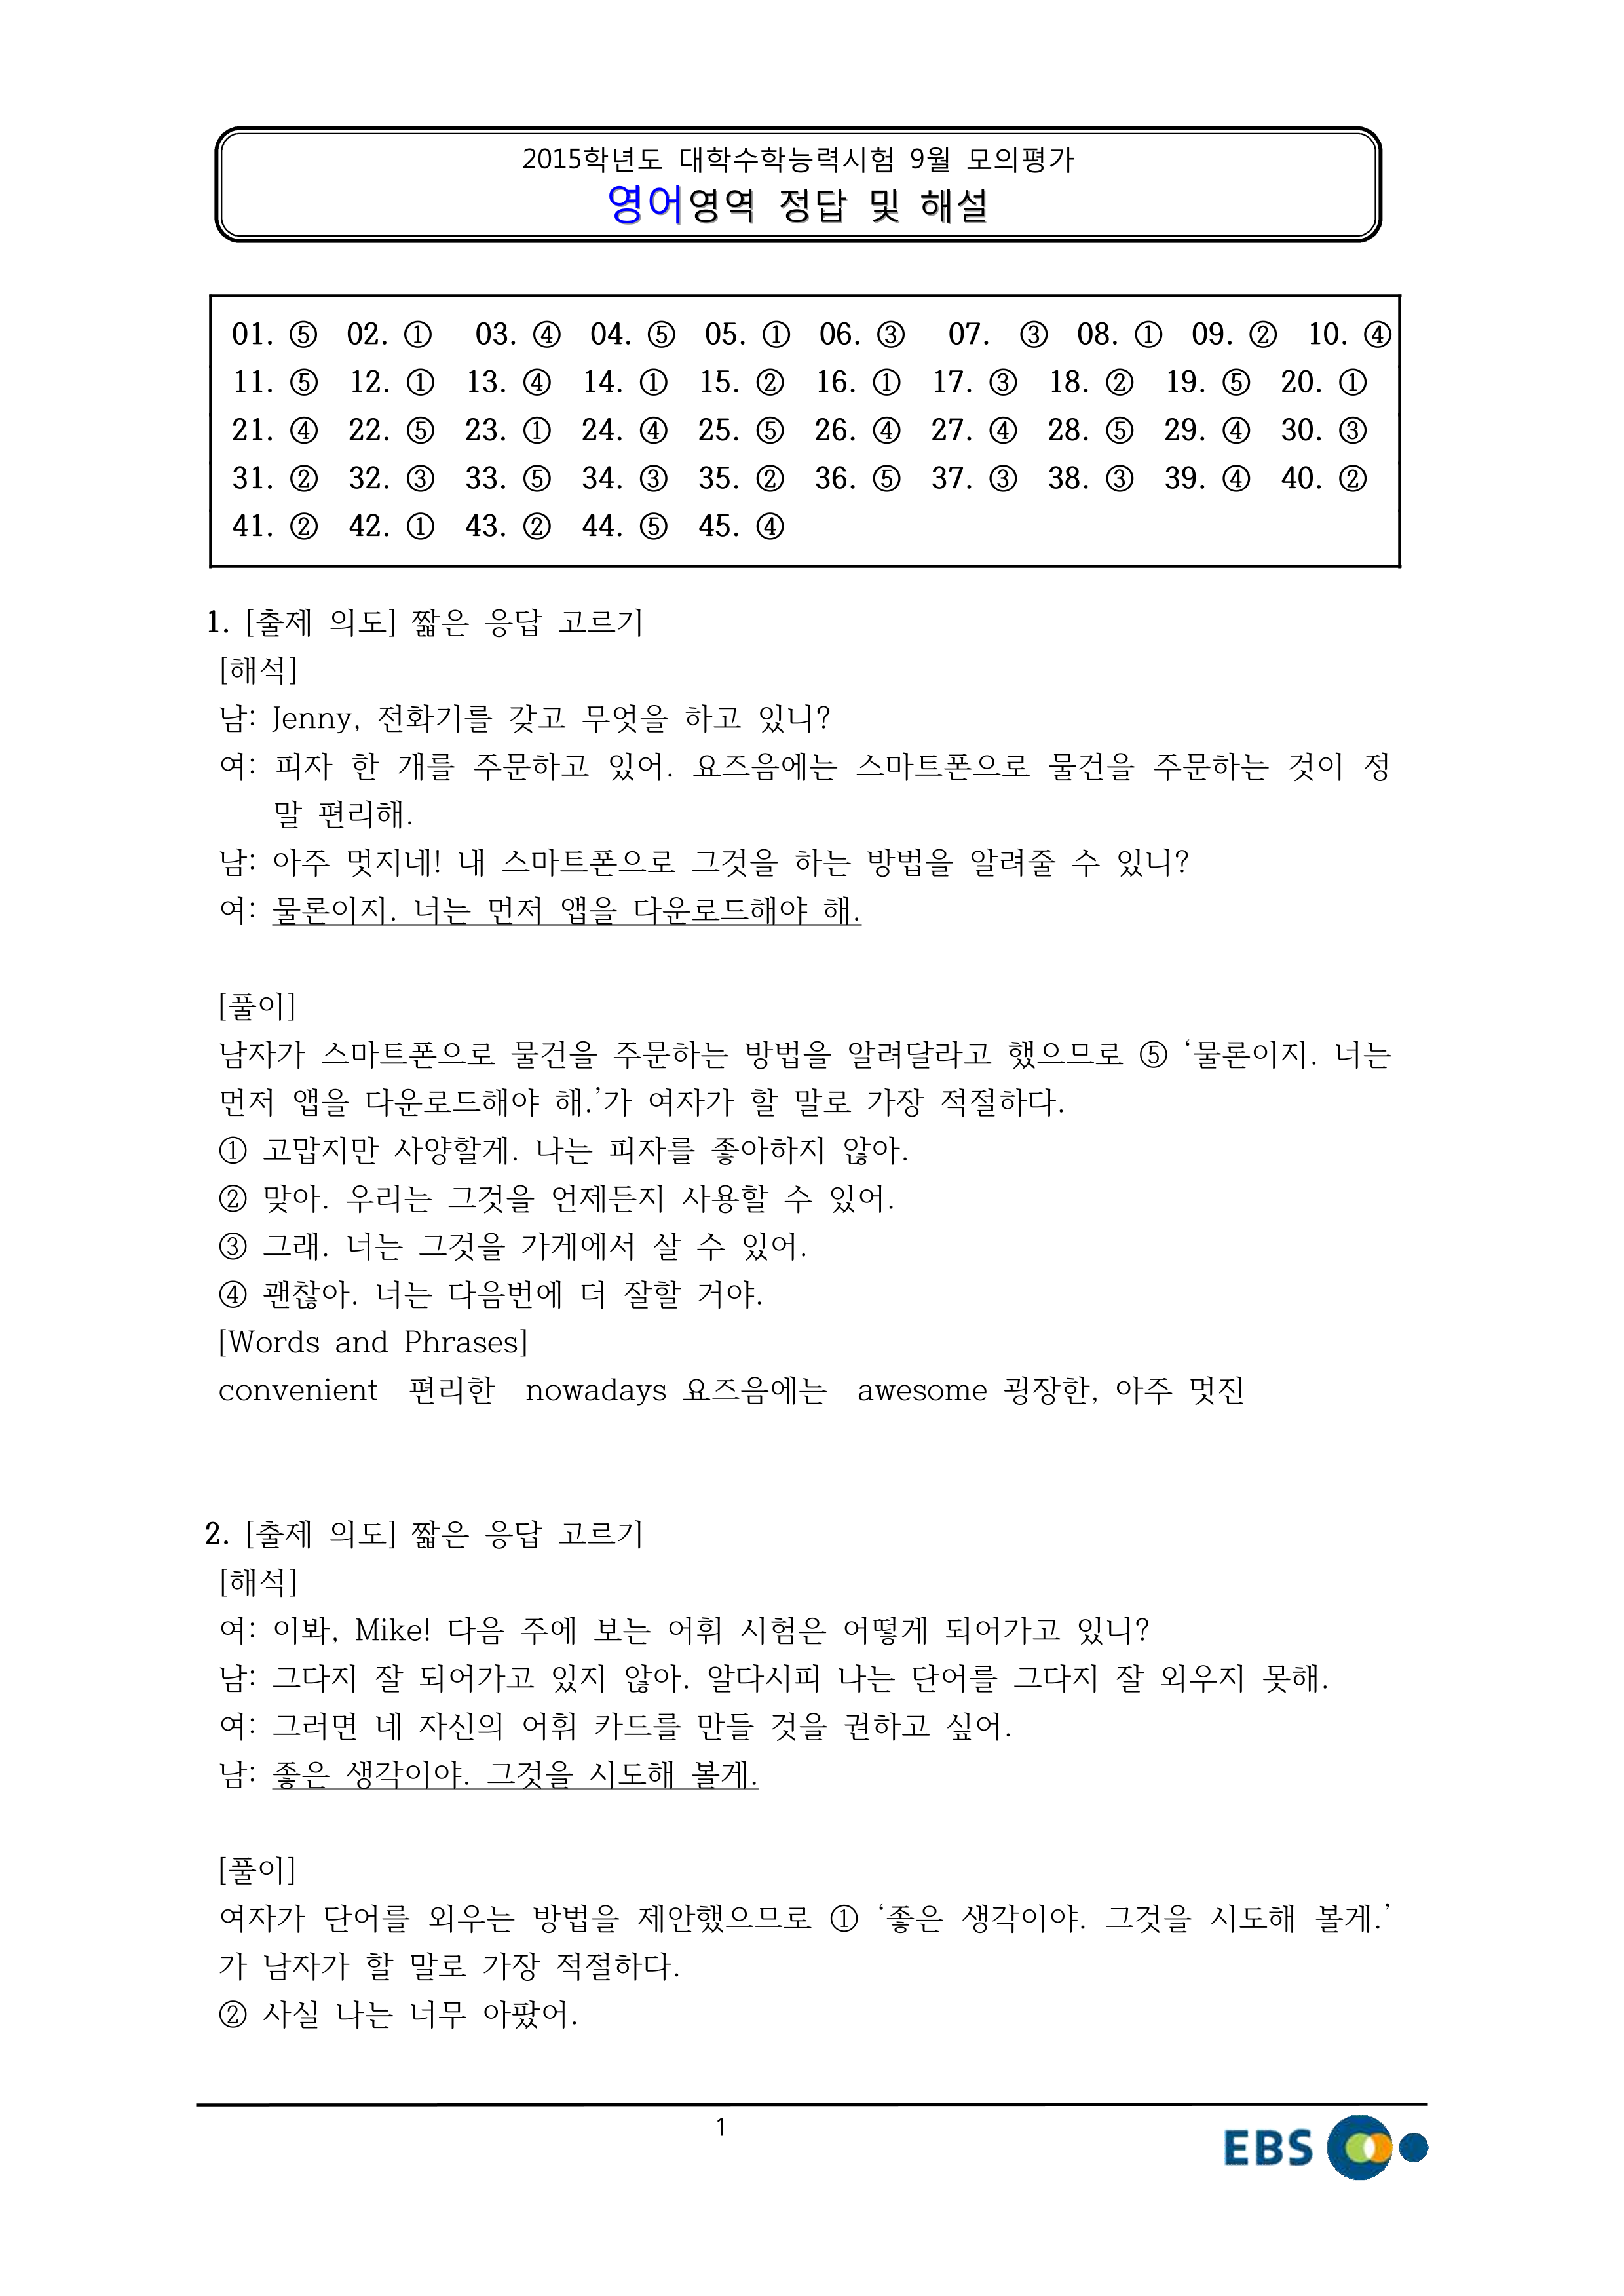 2015학년도 대학수학능력시험 9월 모의평가
영어영역 정답 및 해설
01. ⑤ 02. ① 03. ④ 04. ⑤ 05. ① 06. ③ 07. ③ 08. ① 09. ② 10. ④
11. ⑤ 12. ① 13. ④ 14. ① 15. ② 16. ① 17. ③ 18. ② 19. ⑤ 20. ①
21. ④ 22. ⑤ 23. ① 24. ④ 25. ⑤ 26. ④ 27. ④ 28. ⑤ 29. ④ 30. ③
31. ② 32. ③ 33. ⑤ 34. ③ 35. ② 36. ⑤ 37. ③ 38. ③ 39. ④ 40. ②
41. ② 42. ① 43. ② 44. ⑤ 45. ④
1. [출제 의도] 짧은 응답 고르기
[해석]
남: Jenny, 전화기를 갖고 무엇을 하고 있니?
여: 피자 한 개를 주문하고 있어. 요즈음에는 스마트폰으로 물건을 주문하는 것이 정
말 편리해.
남: 아주 멋지네! 내 스마트폰으로 그것을 하는 방법을 알려줄 수 있니?
여: 물론이지. 너는 먼저 앱을 다운로드해야 해.
[풀이]
남자가 스마트폰으로 물건을 주문하는 방법을 알려달라고 했으므로 ⑤ ‘물론이지. 너는
먼저 앱을 다운로드해야 해.’가 여자가 할 말로 가장 적절하다.
① 고맙지만 사양할게. 나는 피자를 좋아하지 않아.
② 맞아. 우리는 그것을 언제든지 사용할 수 있어.
③ 그래. 너는 그것을 가게에서 살 수 있어.
④ 괜찮아. 너는 다음번에 더 잘할 거야.
[Words and Phrases]
convenient 편리한 nowadays 요즈음에는 awesome 굉장한, 아주 멋진
2. [출제 의도] 짧은 응답 고르기
[해석]
여: 이봐, Mike! 다음 주에 보는 어휘 시험은 어떻게 되어가고 있니?
남: 그다지 잘 되어가고 있지 않아. 알다시피 나는 단어를 그다지 잘 외우지 못해.
여: 그러면 네 자신의 어휘 카드를 만들 것을 권하고 싶어.
남: 좋은 생각이야. 그것을 시도해 볼게.
[풀이]
여자가 단어를 외우는 방법을 제안했으므로 ① ‘좋은 생각이야. 그것을 시도해 볼게.’
가 남자가 할 말로 가장 적절하다.
② 사실 나는 너무 아팠어.
1
EBS